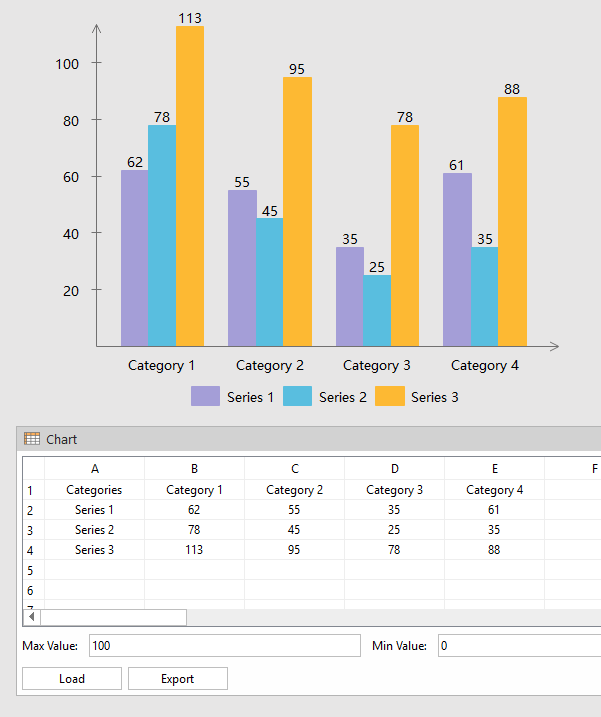 113
100
95
88
80
78
78
62
60
55
61
45
40
35
35
25
20
Category 1 Category 2 Category 3 Category 4
Series 1 Series 2 Series 3
Chart
A B C D E F
1 Categories Category 1 Category 2 Category 3 Category 4
2 Series 1 62 55 35 61
3 Series 2 78 45 25 35
4 Series 3 113 95 78 88
5
6
7
Max Value: 100 Min Value: 0
Load Export